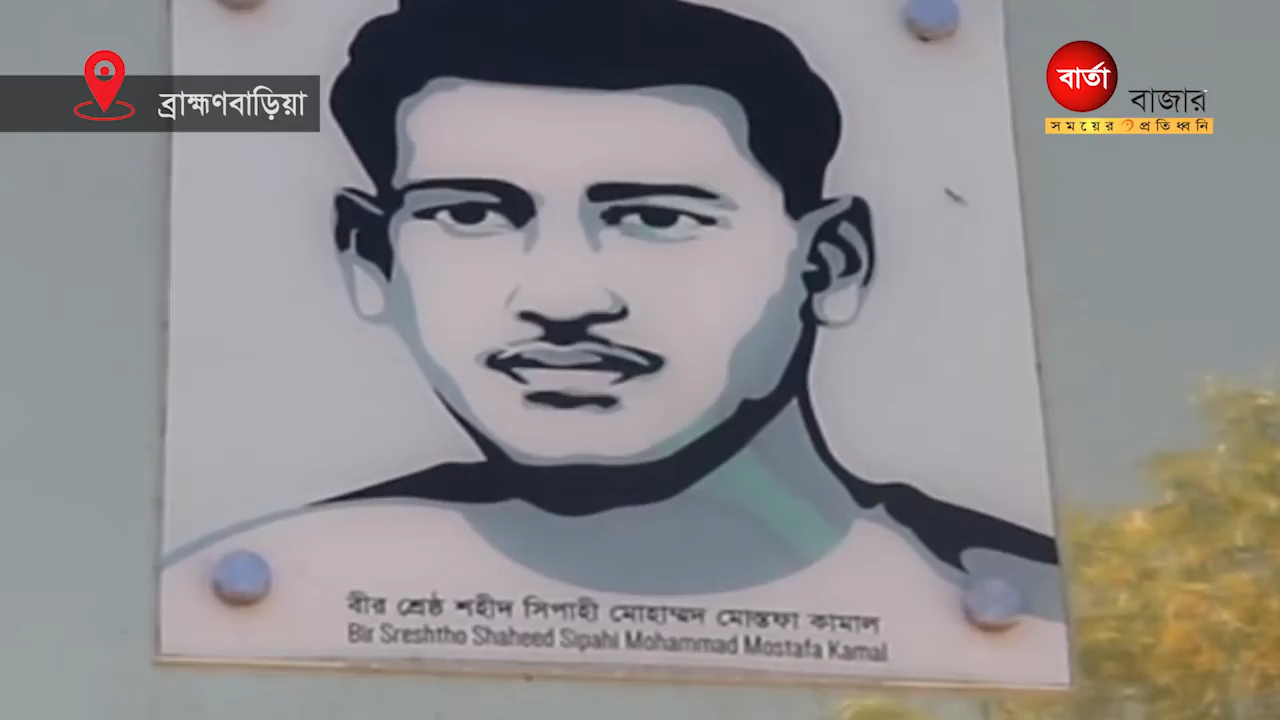 ব্রাহ্মণবাড়িয়া
বার্তা
বাজার
সময়ের প্রতিধ্বনি
বীর শ্রেষ্ঠ শহীদ সিপাহী মোহাম্মদ মোস্তফা কামাল
Bir Sreshtho Shaheed Sipahi Mohammad Mostafa Kamal